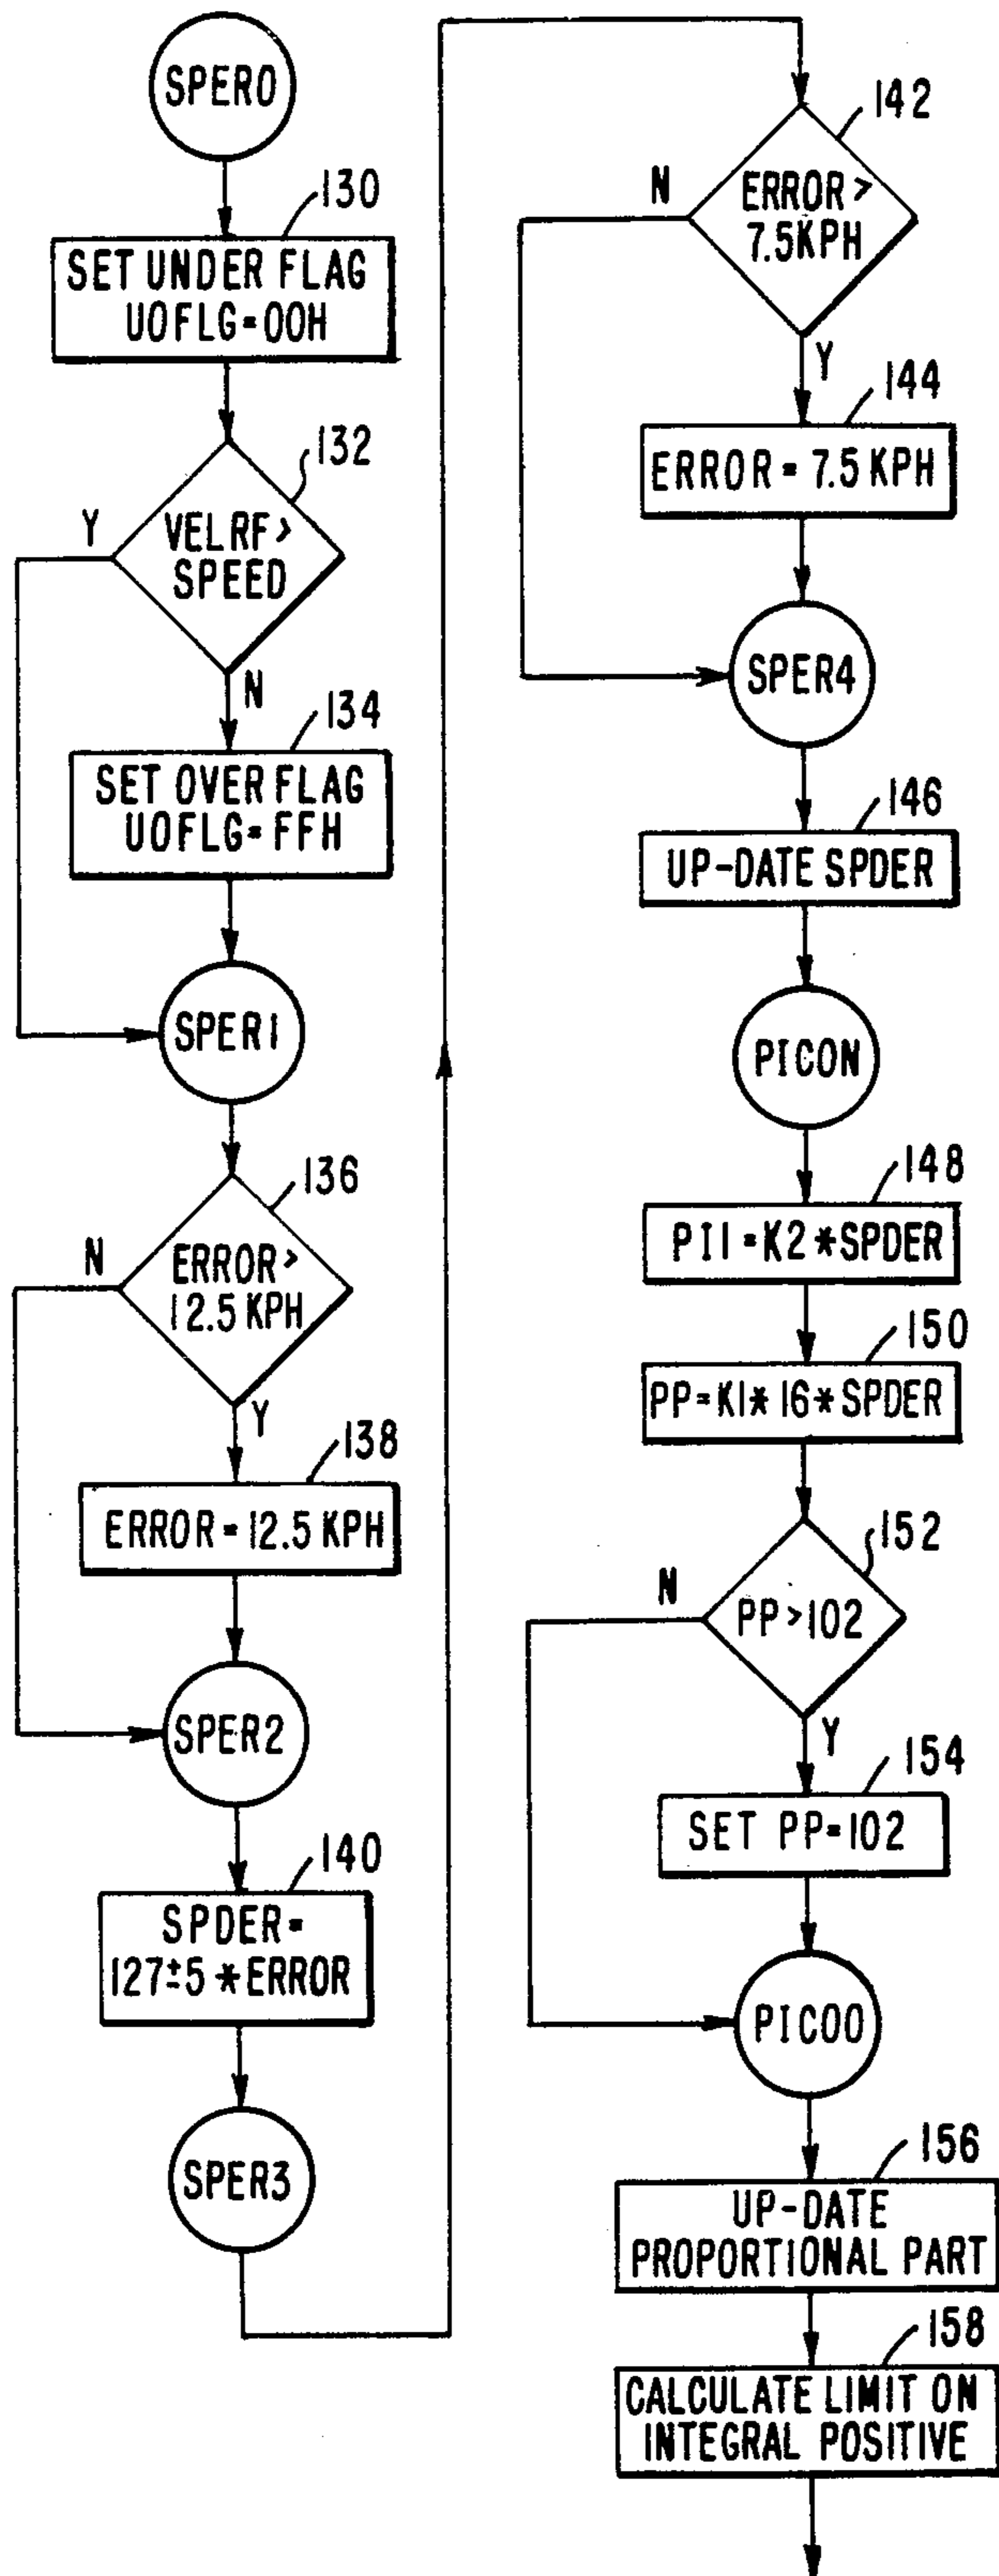 SPER0
130
SET UNDER FLAG
UOFLG=00H
132
Y
VELRF >
SPEED
N
134
SET OVER FLAG
UOFLG=FFH
SPER1
136
N
ERROR >
12.5 KPH
Y
138
ERROR = 12.5 KPH
SPER2
140
SPDER =
127±5 * ERROR
SPER3
142
N
ERROR >
7.5KPH
Y
144
ERROR = 7.5 KPH
SPER4
146
UP-DATE SPDER
PICON
148
PI1 = K2 * SPDER
150
PP = K1 * 16 * SPDER
152
N
PP > 102
Y
154
SET PP=102
PICOO
156
UP-DATE
PROPORTIONAL PART
158
CALCULATE LIMIT ON
INTEGRAL POSITIVE